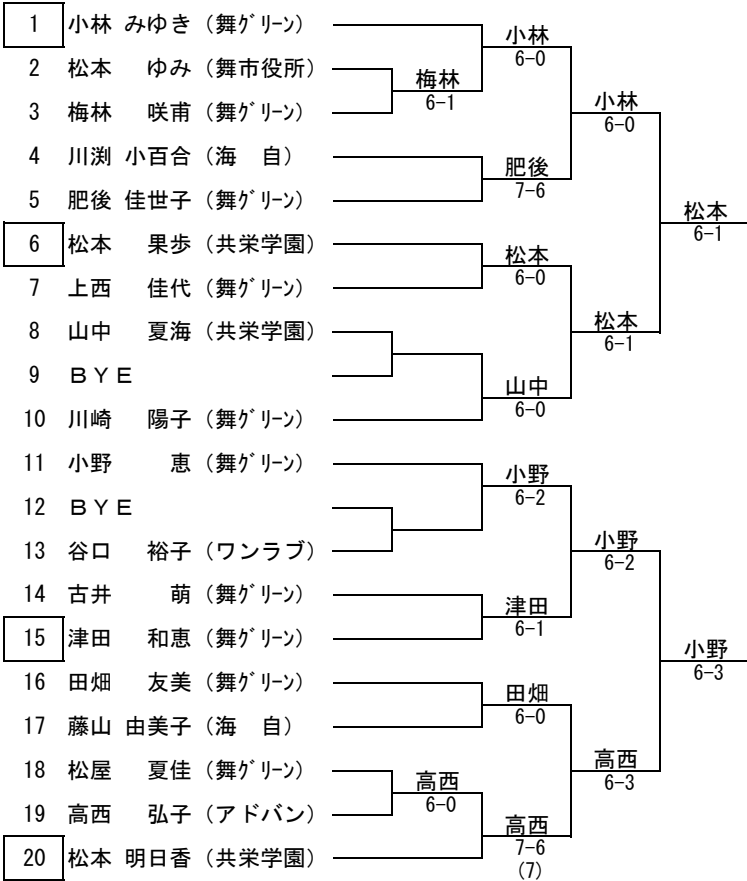 1 小林 みゆき (舞ｸﾞﾘｰﾝ)
2 松本 ゆみ (舞市役所)
3 梅林 咲甫 (舞ｸﾞﾘｰﾝ)
4 川渕 小百合 (海 自)
5 肥後 佳世子 (舞ｸﾞﾘｰﾝ)
6 松本 果歩 (共栄学園)
7 上西 佳代 (舞ｸﾞﾘｰﾝ)
8 山中 夏海 (共栄学園)
9 ＢＹＥ
10 川崎 陽子 (舞ｸﾞﾘｰﾝ)
11 小野 恵 (舞ｸﾞﾘｰﾝ)
12 ＢＹＥ
13 谷口 裕子 (ワンラブ)
14 古井 萌 (舞ｸﾞﾘｰﾝ)
15 津田 和恵 (舞ｸﾞﾘｰﾝ)
16 田畑 友美 (舞ｸﾞﾘｰﾝ)
17 藤山 由美子 (海 自)
18 松屋 夏佳 (舞ｸﾞﾘｰﾝ)
19 高西 弘子 (アドバン)
20 松本 明日香 (共栄学園)
梅林
6-1
高西
6-0
小林
6-0
肥後
7-6
松本
6-0
山中
6-0
小野
6-2
津田
6-1
田畑
6-0
高西
7-6
(7)
小林
6-0
松本
6-1
小野
6-2
高西
6-3
松本
6-1
小野
6-3